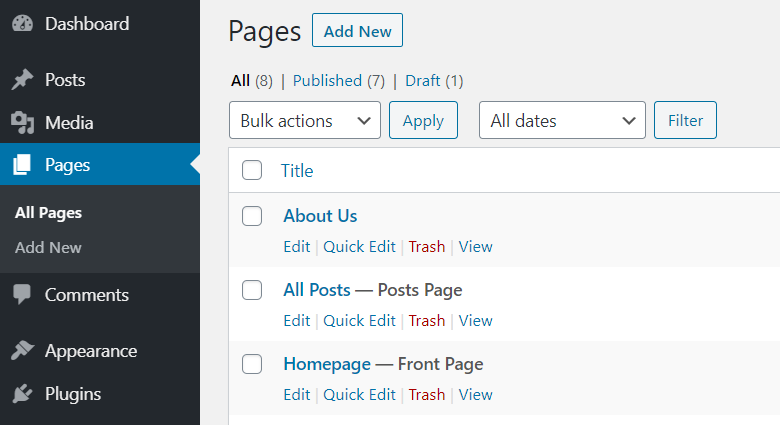 Dashboard
Posts
Media
Pages
All Pages
Add New
Comments
Appearance
Plugins
Pages Add New
All (8) | Published (7) | Draft (1)
Bulk actions Apply All dates Filter
Title
About Us
Edit | Quick Edit | Trash | View
All Posts — Posts Page
Edit | Quick Edit | Trash | View
Homepage — Front Page
Edit | Quick Edit | Trash | View